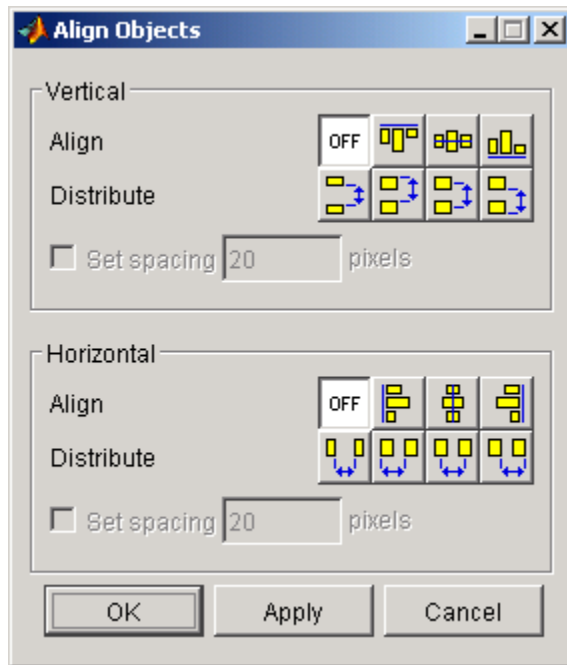 Align Objects
Vertical
Align OFF
Distribute
Set spacing 20 pixels
Horizontal
Align OFF
Distribute
Set spacing 20 pixels
OK Apply Cancel